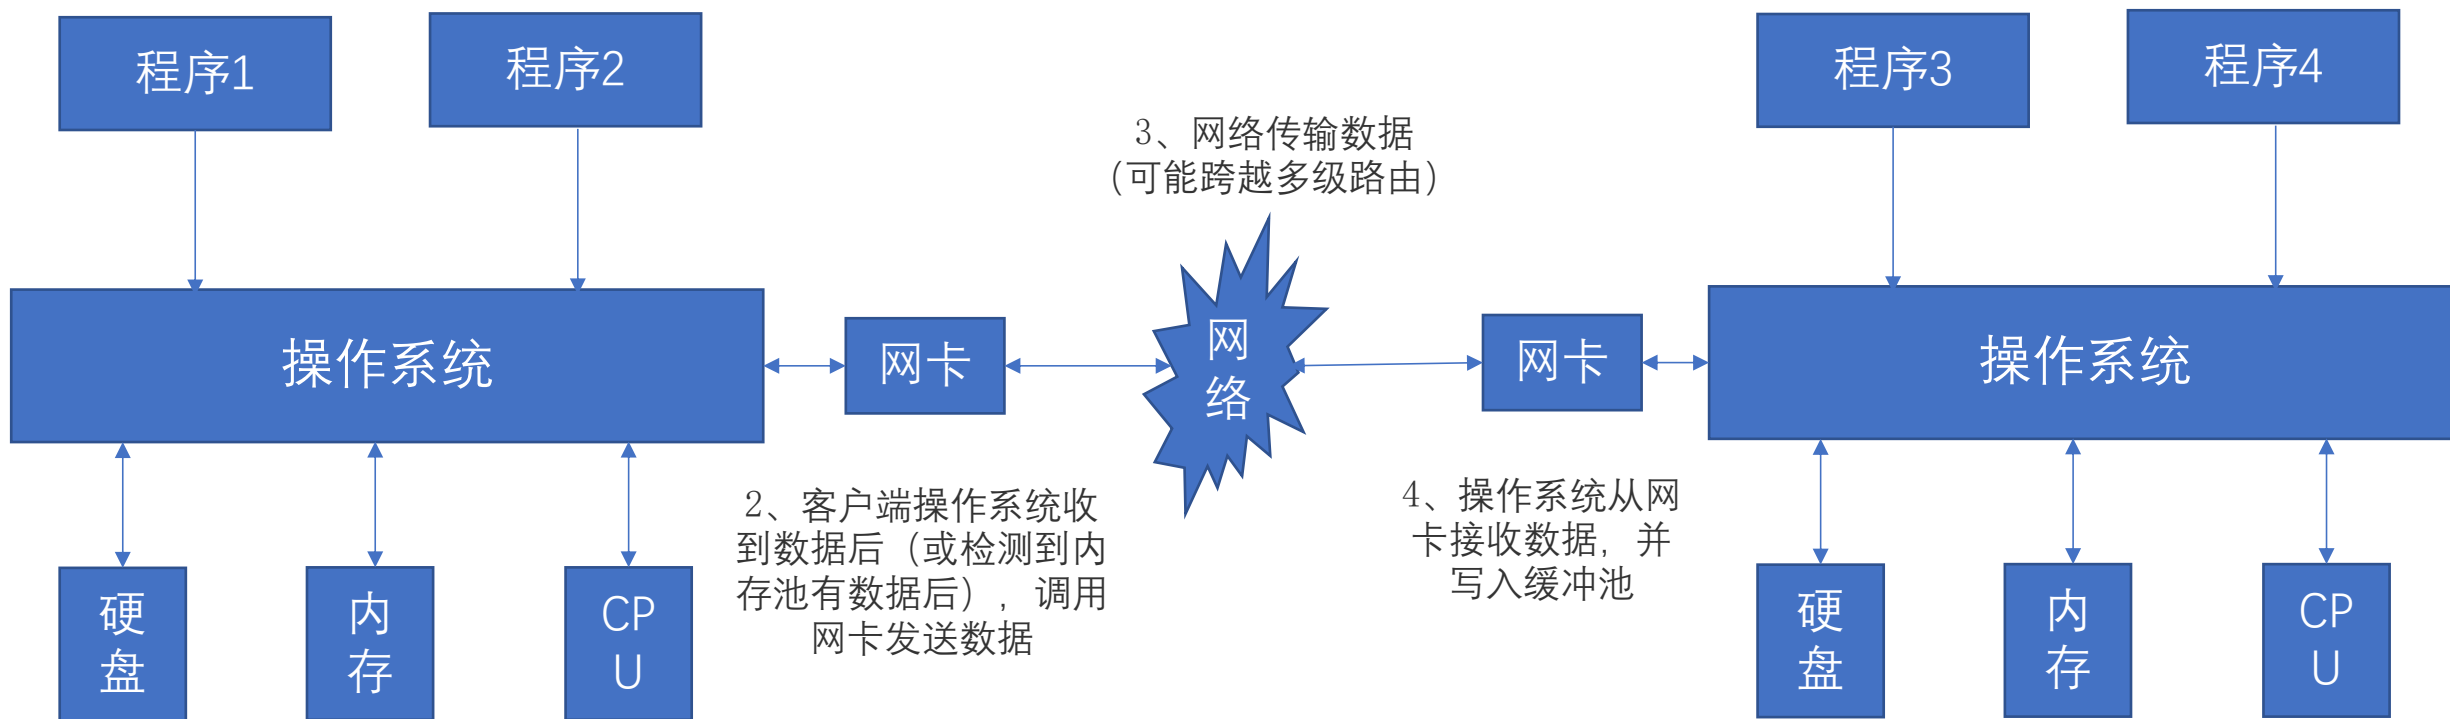 程序1
程序2
程序3
程序4
3、网络传输数据
（可能跨越多级路由）
操作系统
网卡
网
络
网卡
操作系统
2、客户端操作系统收
到数据后（或检测到内
存池有数据后），调用
网卡发送数据
4、操作系统从网
卡接收数据，并
写入缓冲池
硬
盘
内
存
CP
U
硬
盘
内
存
CP
U